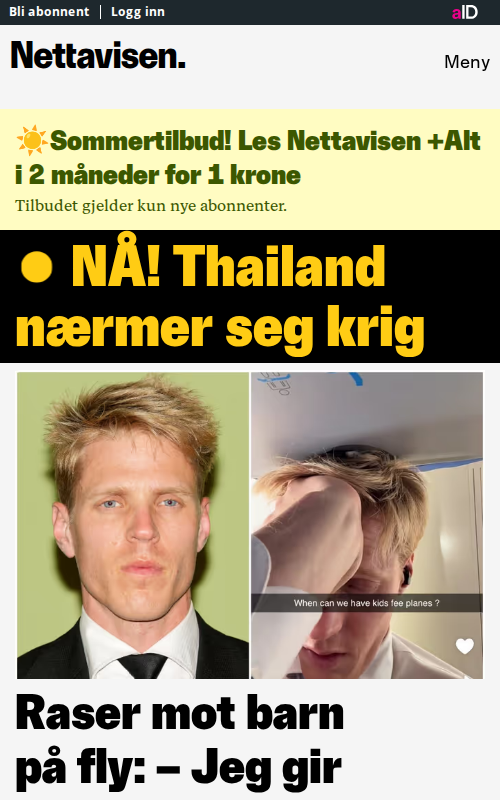 Bli abonnent | Logg inn
aID
Nettavisen.
Meny
☀️Sommertilbud! Les Nettavisen +Alt
i 2 måneder for 1 krone
Tilbudet gjelder kun nye abonnenter.
NÅ! Thailand
nærmer seg krig
When can we have kids fee planes ?
Raser mot barn
på fly: – Jeg gir